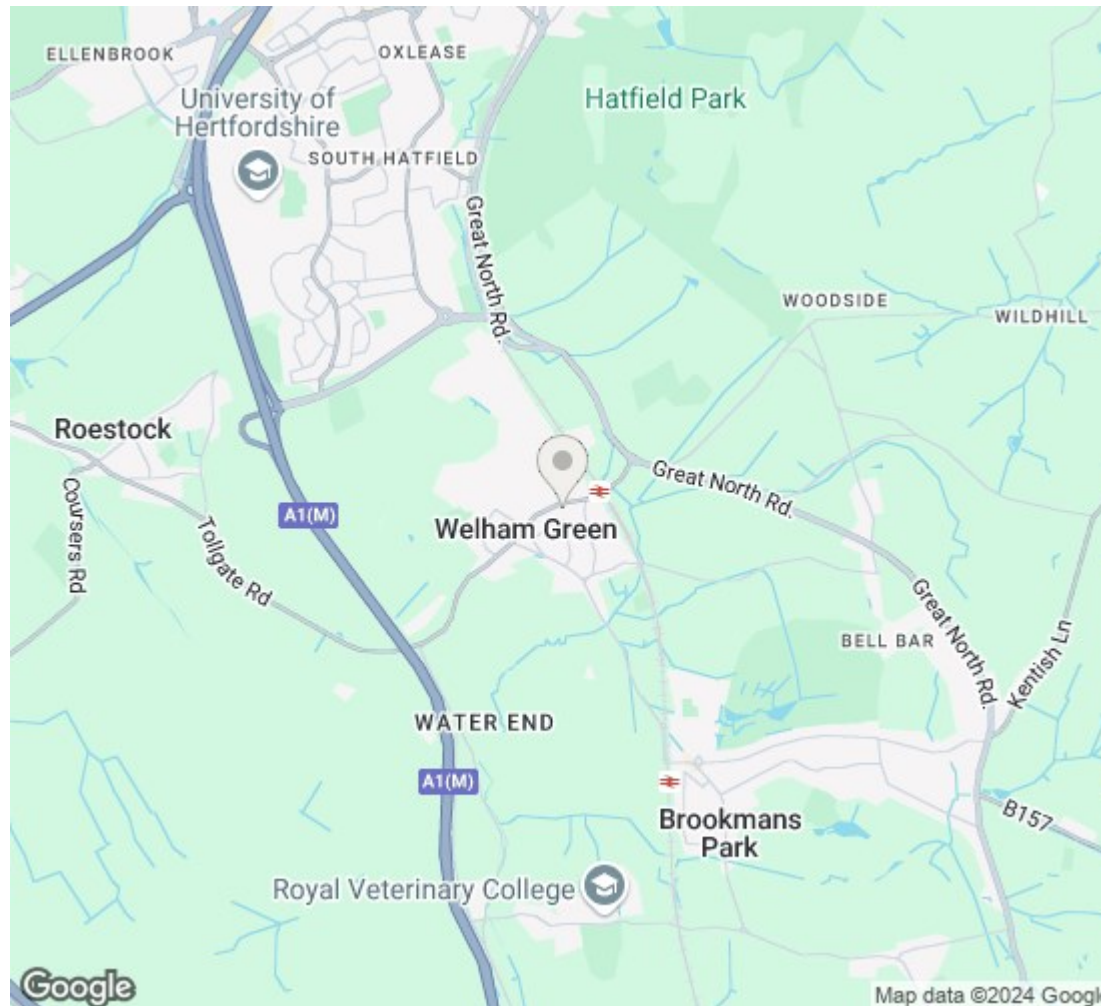 ELLENBROOK
OXLEASE
University of
Hertfordshire
Hatfield Park
SOUTH HATFIELD
Great North Rd.
WOODSIDE
WILDHILL
Roestock
Great North Rd.
Coursers Rd
A1(M)
Welham Green
Tollgate Rd
Great North Rd.
BELL BAR
Kentish Ln
WATER END
A1(M)
Brookmans
Park
B157
Royal Veterinary College
Google
Map data ©2024 Google